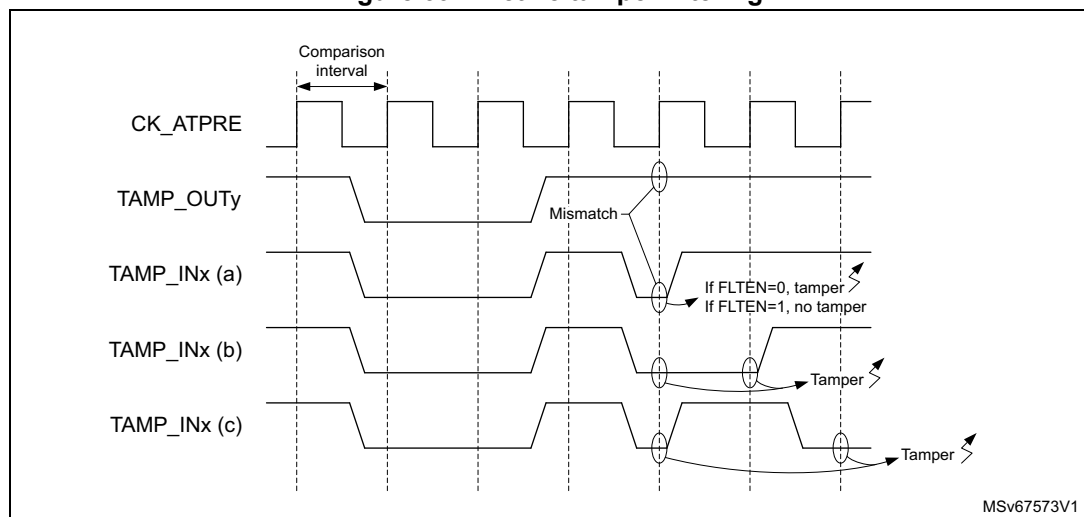 Comparison
interval
CK_ATPRE
TAMP_OUTy
Mismatch
TAMP_INx (a)
If FLTEN=0, tamper
If FLTEN=1, no tamper
TAMP_INx (b)
Tamper
TAMP_INx (c)
Tamper
MSv67573V1